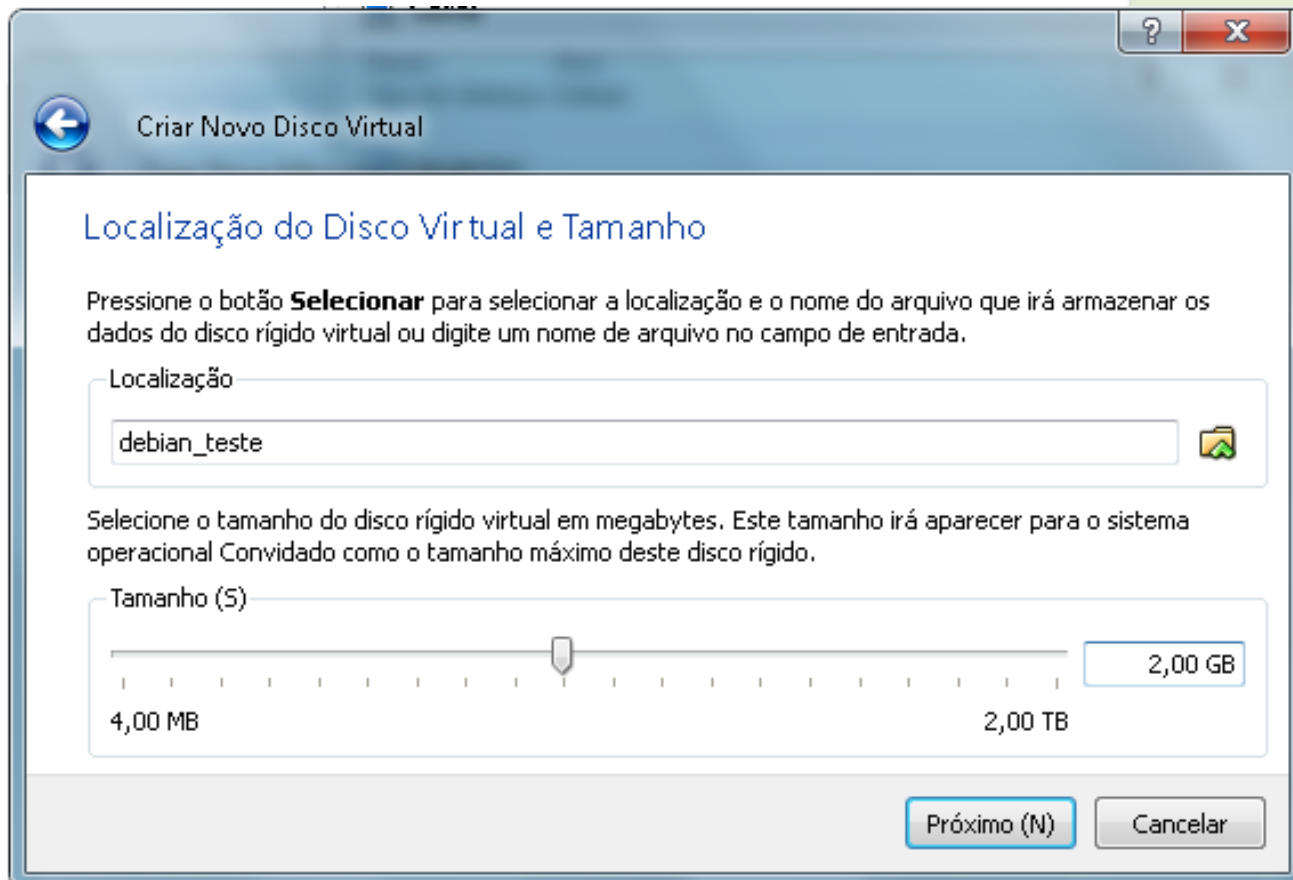 Criar Novo Disco Virtual
Localização do Disco Virtual e Tamanho
Pressione o botão Selecionar para selecionar a localização e o nome do arquivo que irá armazenar os
dados do disco rígido virtual ou digite um nome de arquivo no campo de entrada.
Localização
debian_teste
Selecione o tamanho do disco rígido virtual em megabytes. Este tamanho irá aparecer para o sistema
operacional Convidado como o tamanho máximo deste disco rígido.
Tamanho (S)
2,00 GB
4,00 MB 2,00 TB
Próximo (N) Cancelar